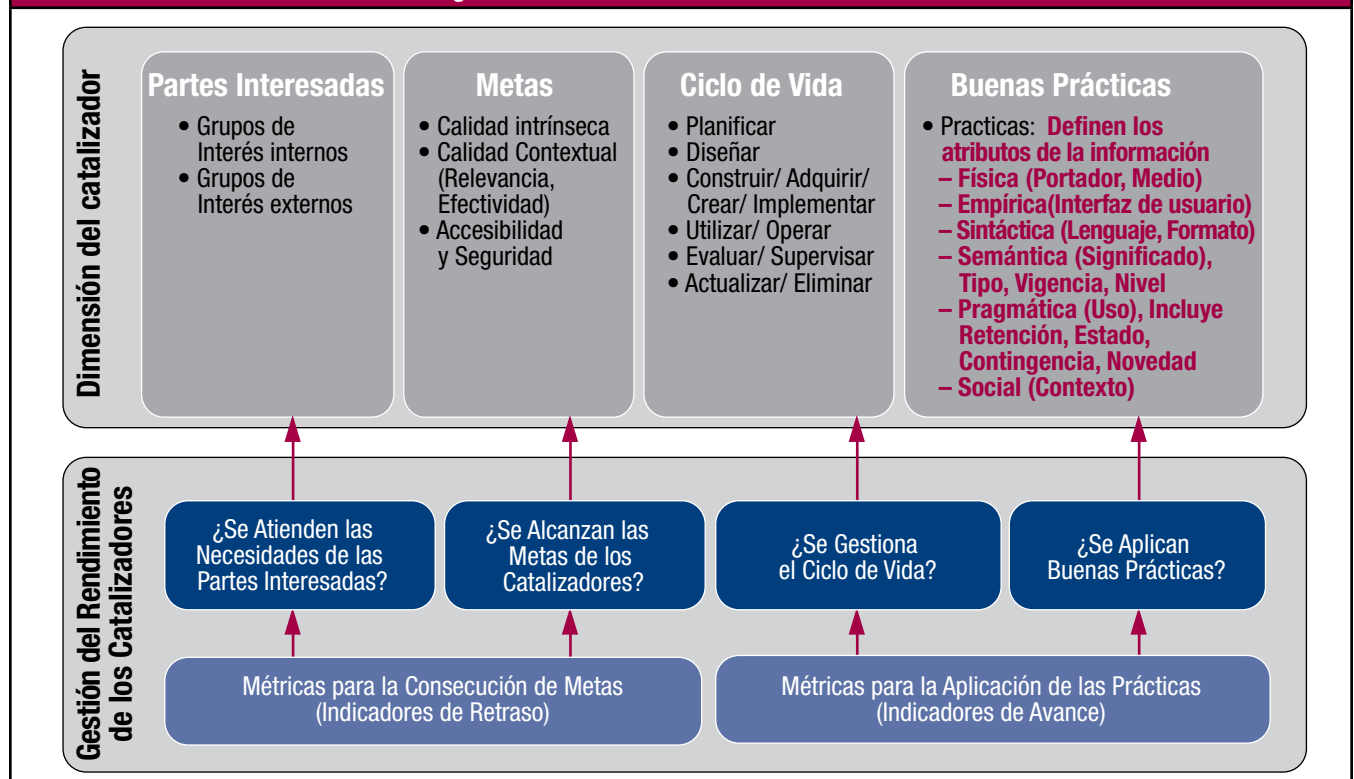 Dimensión del catalizador
Partes Interesadas
• Grupos de
Interés internos
• Grupos de
Interés externos
Metas
• Calidad intrínseca
• Calidad Contextual
(Relevancia,
Efectividad)
• Accesibilidad
y Seguridad
Ciclo de Vida
• Planificar
• Diseñar
• Construir/ Adquirir/
Crear/ Implementar
• Utilizar/ Operar
• Evaluar/ Supervisar
• Actualizar/ Eliminar
Buenas Prácticas
• Practicas: Definen los
atributos de la información
– Física (Portador, Medio)
– Empírica(Interfaz de usuario)
– Sintáctica (Lenguaje, Formato)
– Semántica (Significado),
Tipo, Vigencia, Nivel
– Pragmática (Uso), Incluye
Retención, Estado,
Contingencia, Novedad
– Social (Contexto)
Gestión del Rendimiento
de los Catalizadores
¿Se Atienden las
Necesidades de las
Partes Interesadas?
¿Se Alcanzan las
Metas de los
Catalizadores?
¿Se Gestiona
el Ciclo de Vida?
¿Se Aplican
Buenas Prácticas?
Métricas para la Consecución de Metas
(Indicadores de Retraso)
Métricas para la Aplicación de las Prácticas
(Indicadores de Avance)